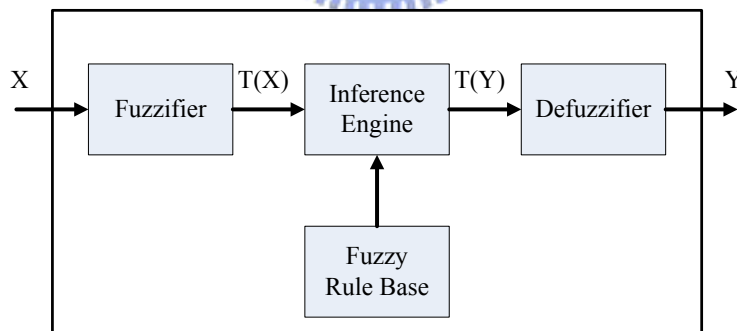 X
T(X)
T(Y)
Y
Fuzzifier
Inference
Engine
Defuzzifier
Fuzzy
Rule Base